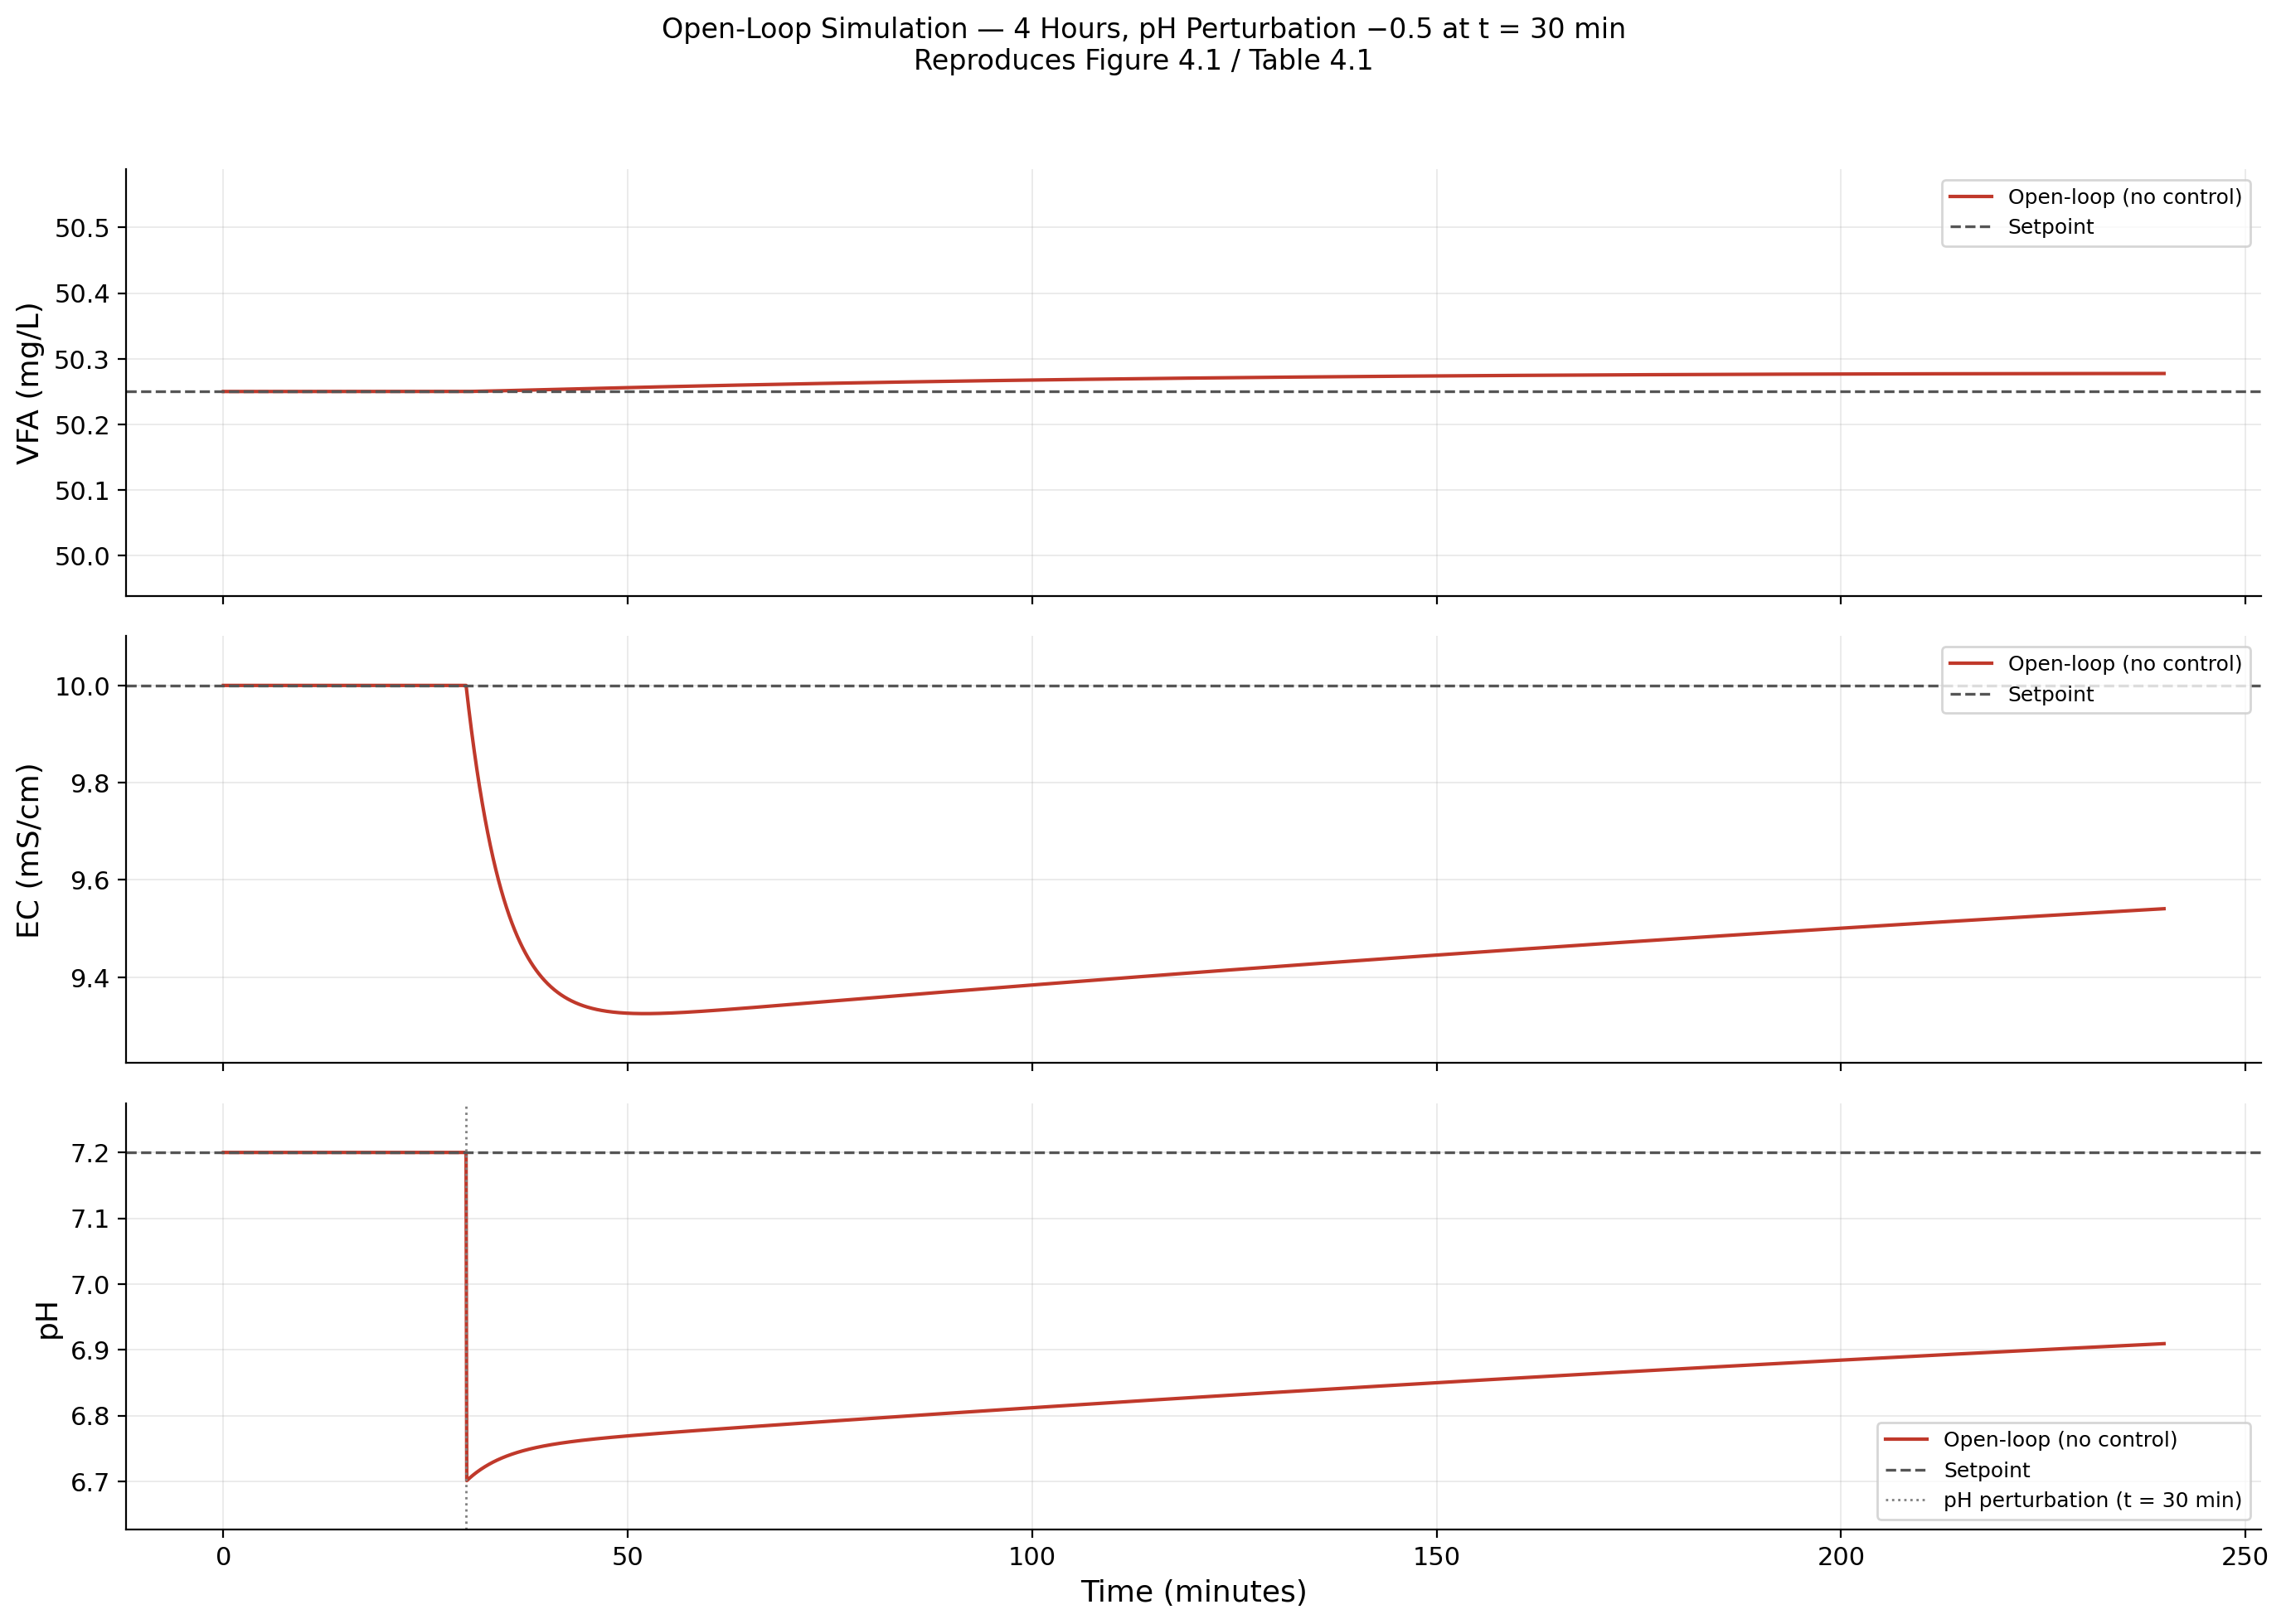 Open-Loop Simulation — 4 Hours, pH Perturbation −0.5 at t = 30 min
Reproduces Figure 4.1 / Table 4.1
VFA (mg/L)
50.5
50.4
50.3
50.2
50.1
50.0
Open-loop (no control)
Setpoint
EC (mS/cm)
10.0
9.8
9.6
9.4
Open-loop (no control)
Setpoint
pH
7.2
7.1
7.0
6.9
6.8
6.7
Open-loop (no control)
Setpoint
pH perturbation (t = 30 min)
0
50
100
150
200
250
Time (minutes)